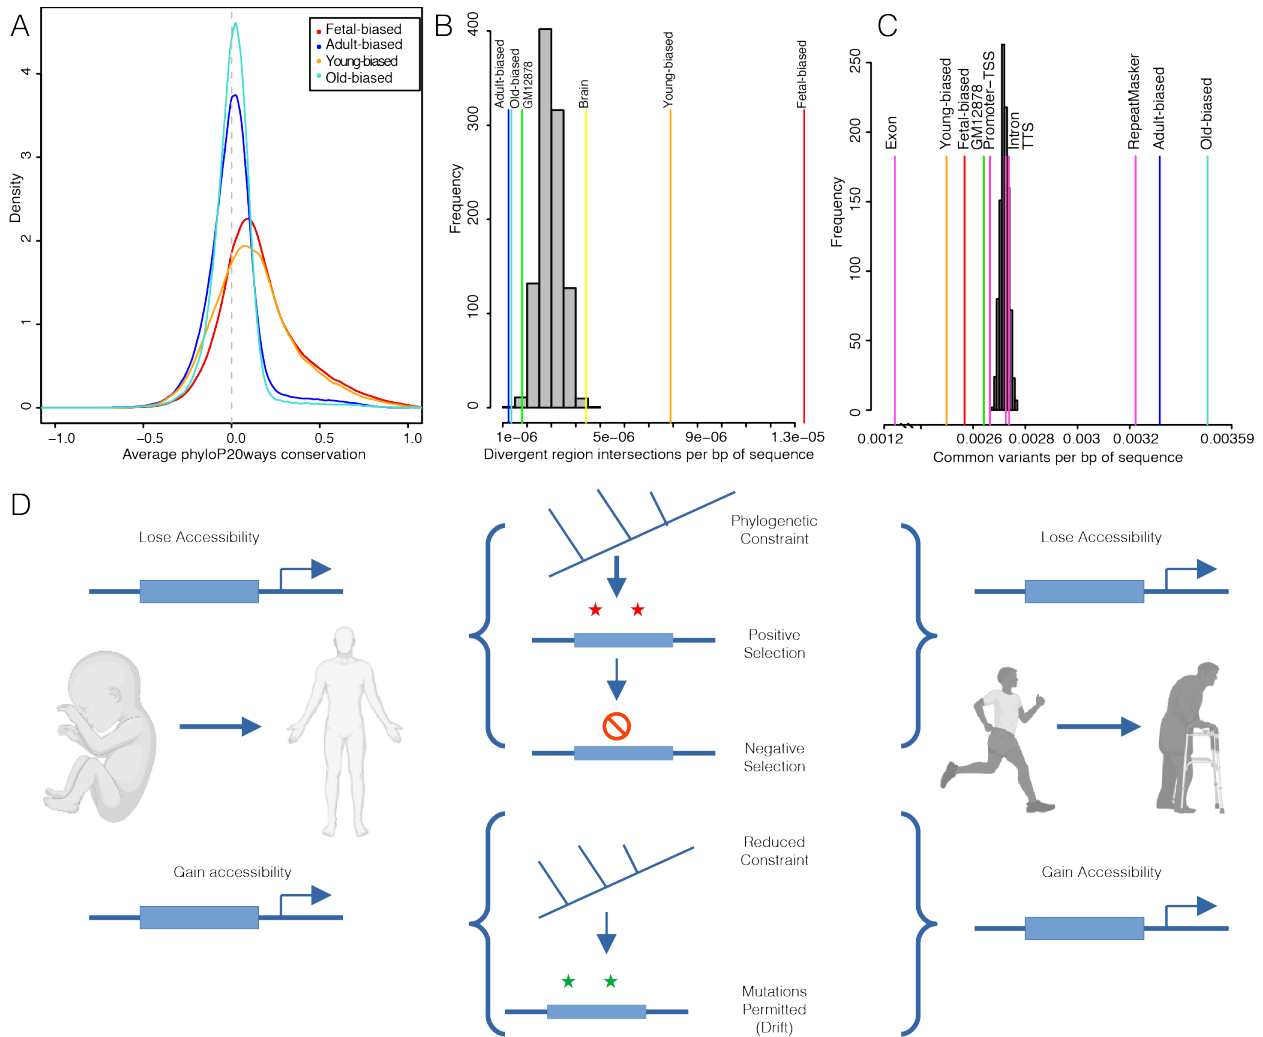 A
Fetal-biased
Adult-biased
Young-biased
Old-biased
4
3
2
1
0
Density
−1.0
−0.5
0.0
0.5
1.0
Average phyloP20ways conservation
B
400
300
200
100
0
Frequency
Adult-biased
Old-biased
GM12878
Brain
Young-biased
Fetal-biased
1e−06
5e−06
9e−06
1.3e−05
Divergent region intersections per bp of sequence
C
250
200
150
100
50
0
Frequency
Exon
Young-biased
Fetal-biased
GM12878
Promoter−TSS
Intron
TTS
RepeatMasker
Adult-biased
Old-biased
0.0012
0.0026
0.0028
0.003
0.0032
0.00359
Common variants per bp of sequence
D
Lose Accessibility
Phylogenetic
Constraint
Lose Accessibility
Positive
Selection
Negative
Selection
Gain accessibility
Reduced
Constraint
Gain Accessibility
Mutations
Permitted
(Drift)